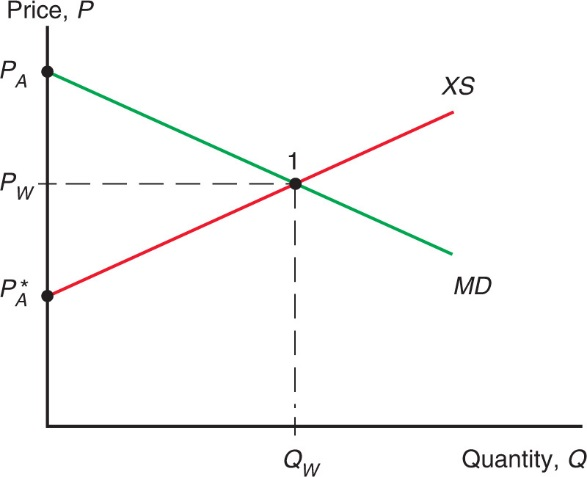 Price, P
P_A
XS
1
P_W
P*_A
MD
Q_W
Quantity, Q